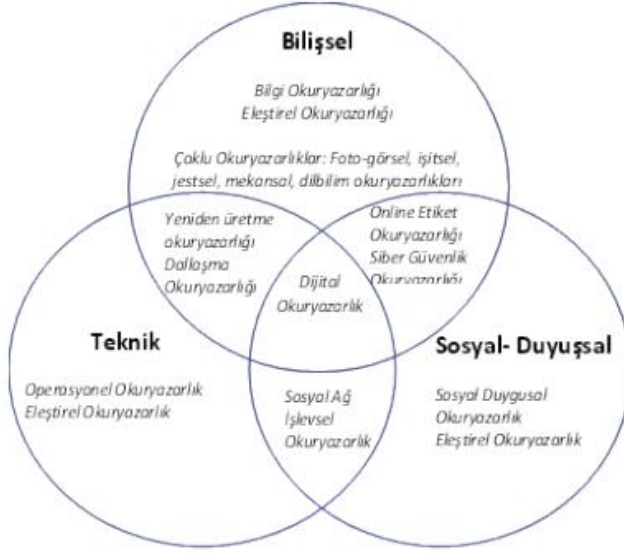 Bilişsel
Bilgi Okuryazarlığı
Eleştirel Okuryazarlığı
Çoklu Okuryazarlıklar: Foto-görsel, işitsel,
jestsel, mekansal, dilbilim okuryazarlıkları
Yeniden üretme
okuryazarlığı
Dallaşma
Okuryazarlığı
Online Etiket
Okuryazarlığı
Siber Güvenlik
Okuryazarlığı
Dijital
Okuryazarlık
Teknik
Operasyonel Okuryazarlık
Eleştirel Okuryazarlık
Sosyal Ağ
İşlevsel
Okuryazarlık
Sosyal- Duyuşsal
Sosyal Duygusal
Okuryazarlık
Eleştirel Okuryazarlık